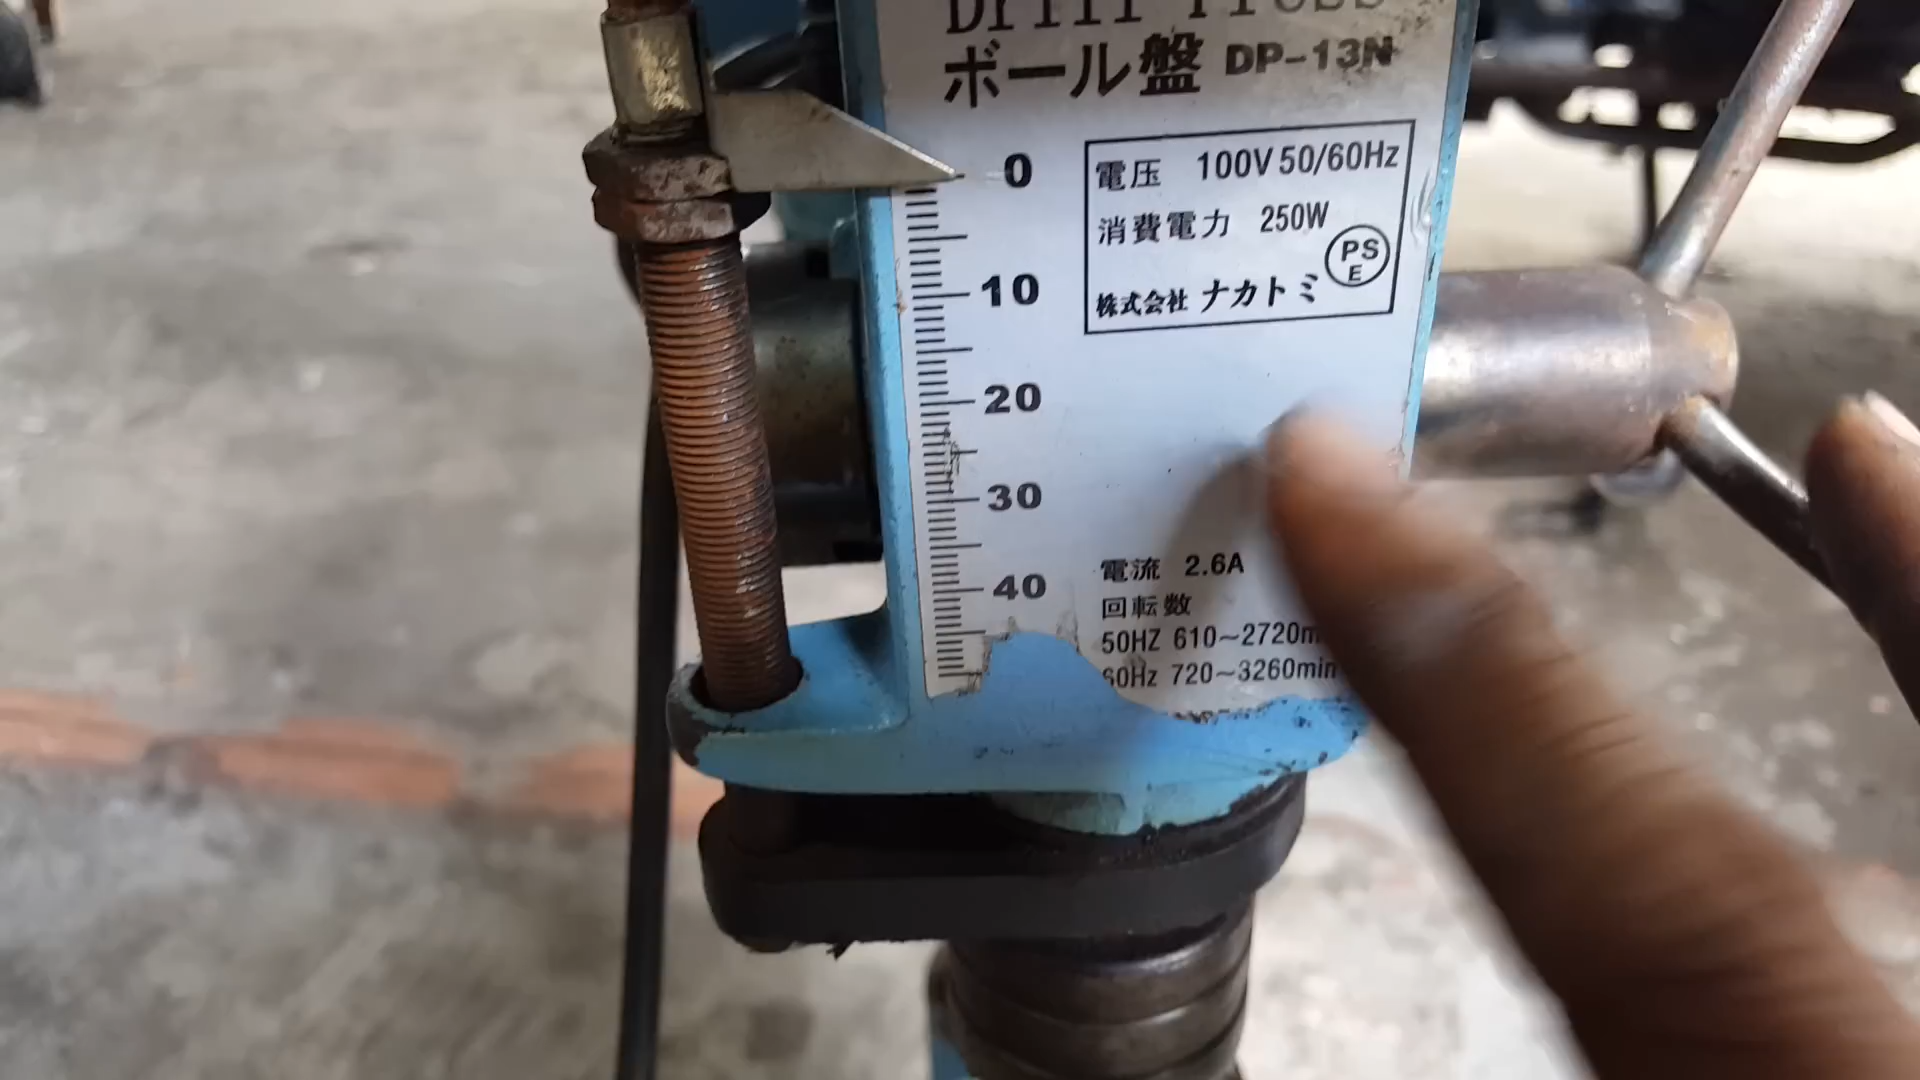 Drill Press
ボール盤 DP-13N
0
10
20
30
40
電圧 100V 50/60Hz
消費電力 250W
PS
E
株式会社 ナカトミ
電流 2.6A
回転数
50HZ 610~2720m
60Hz 720~3260min